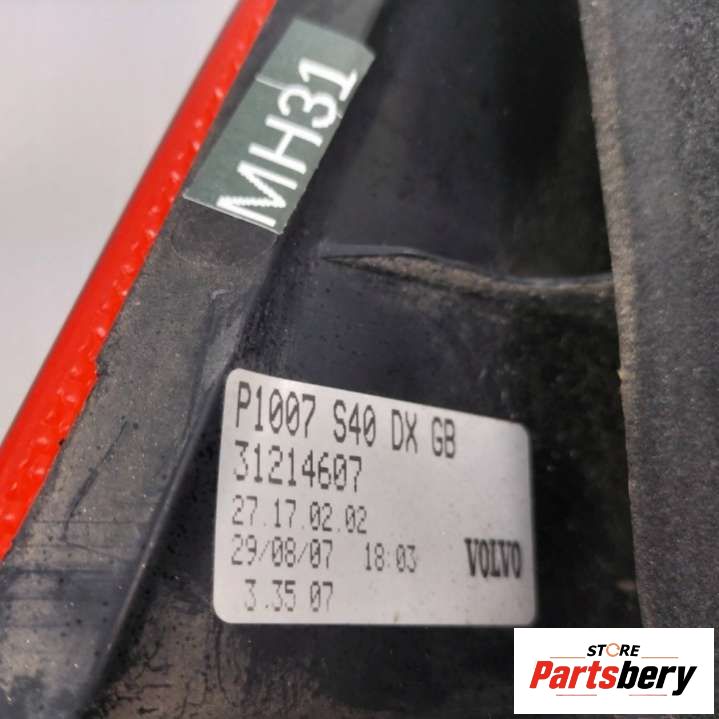 MH31
P1007 S40 DX GB
31214607
27.17.02.02
29/08/07 18:03 VOLVO
3.35 07
STORE
Partsbery